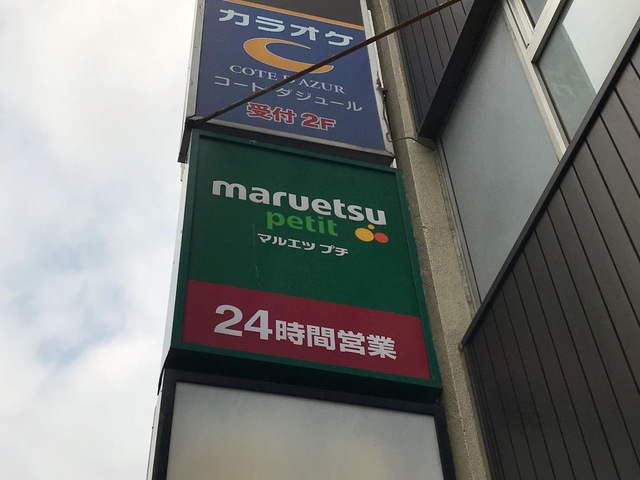 カラオケ
COTE D'AZUR
コート・ダジュール
受付 2F
maruetsu
petit
マルエツ プチ
24時間営業